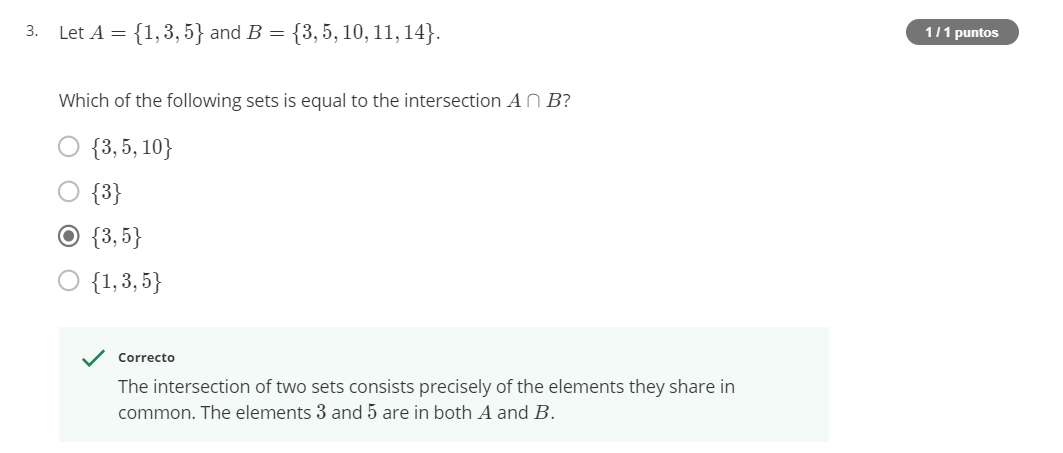 3. Let A = {1, 3, 5} and B = {3, 5, 10, 11, 14}.
1 / 1 puntos
Which of the following sets is equal to the intersection A ∩ B?
{3, 5, 10}
{3}
{3, 5}
{1, 3, 5}
Correcto
The intersection of two sets consists precisely of the elements they share in
common. The elements 3 and 5 are in both A and B.